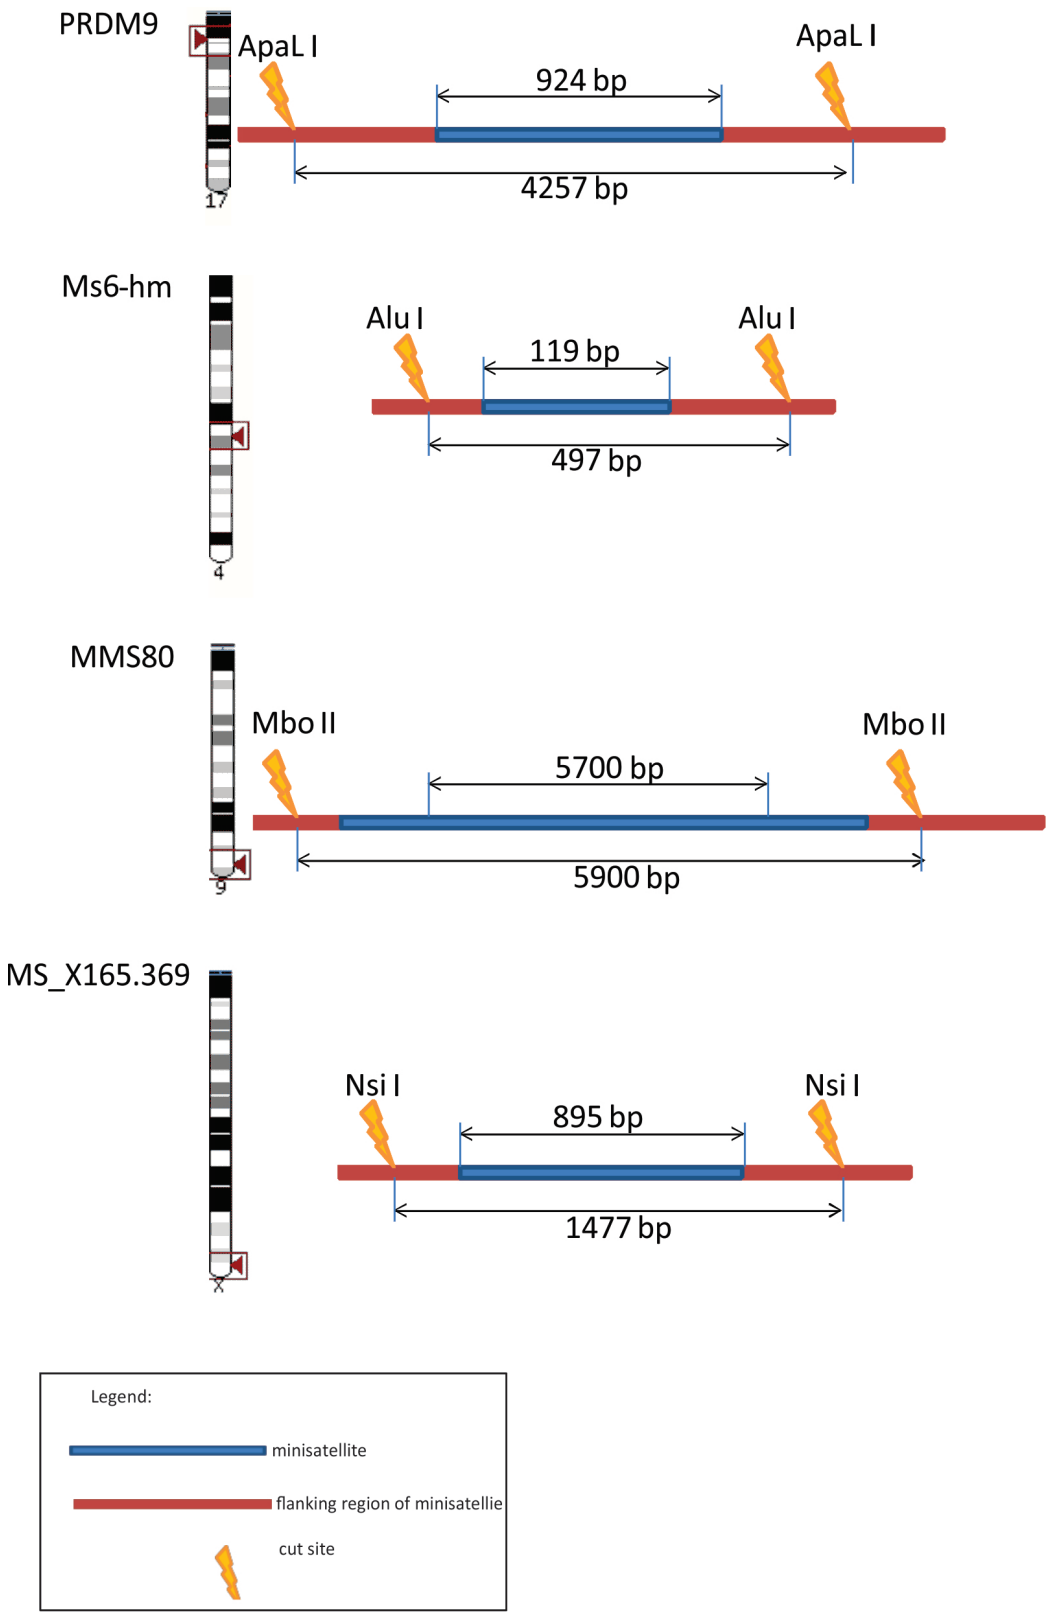 PRDM9
ApaL I
ApaL I
924 bp
4257 bp
17
Ms6-hm
Alu I
Alu I
119 bp
497 bp
4
MMS80
Mbo II
Mbo II
5700 bp
5900 bp
9
MS_X165.369
Nsi I
Nsi I
895 bp
1477 bp
X
Legend:
minisatellite
flanking region of minisatellie
cut site